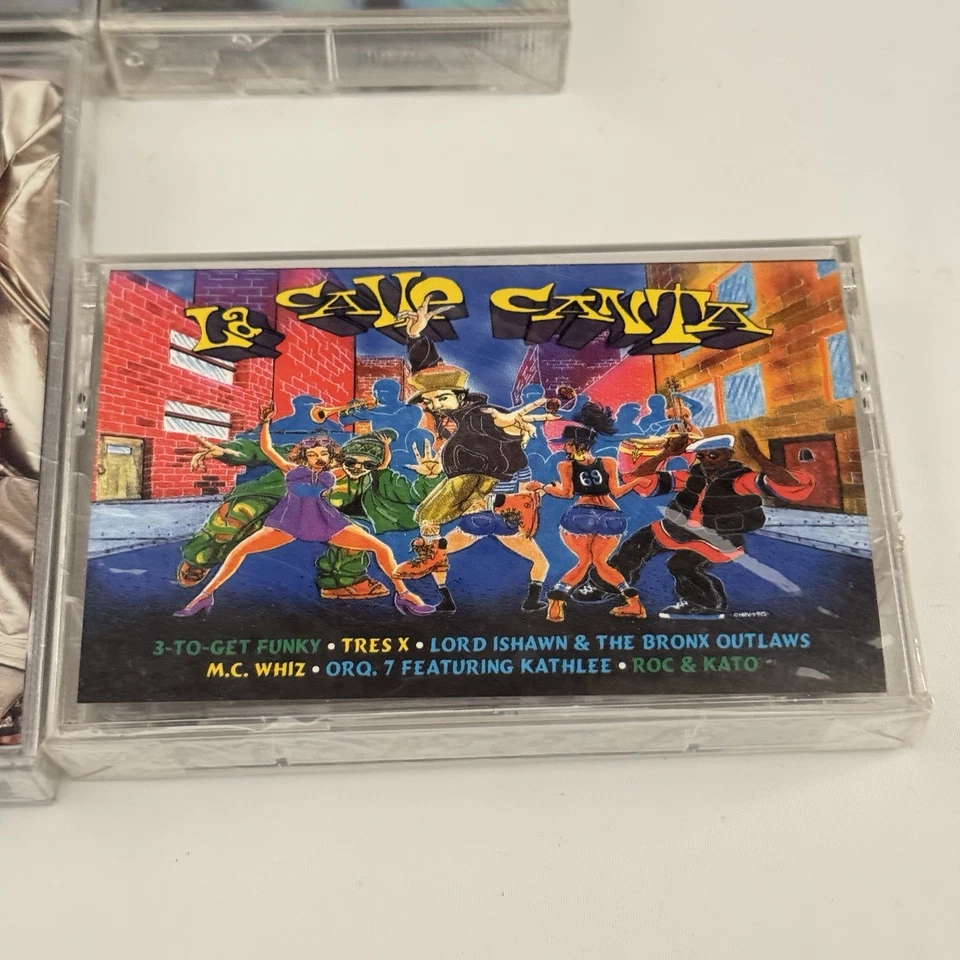 La CAlle CANTA
69
3-TO-GET FUNKY • TRES X • LORD ISHAWN & THE BRONX OUTLAWS
M.C. WHIZ • ORQ. 7 FEATURING KATHLEE • ROC & KATO